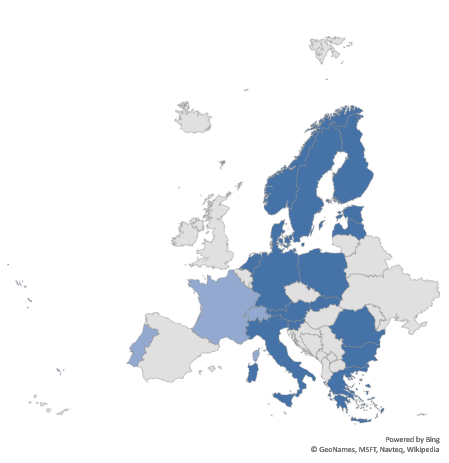 Powered by Bing
© GeoNames, MSFT, Navteq, Wikipedia